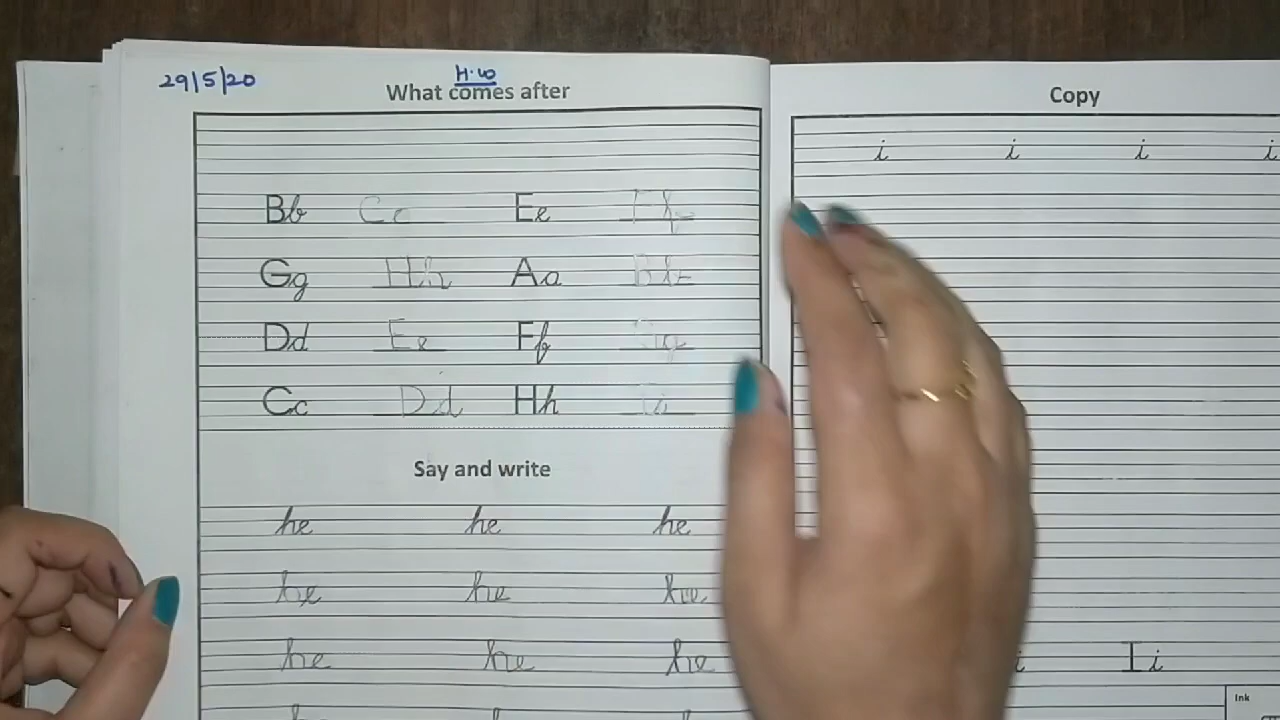 29/5/20
H.W
What comes after
Bb Cc Ee Ff
Gg Hh Aa Bb
Dd Ee Ff Gg
Cc Dd Hh Ii
Say and write
he he he
he he he
he he he
Copy
i i i i
i Ii
Ink